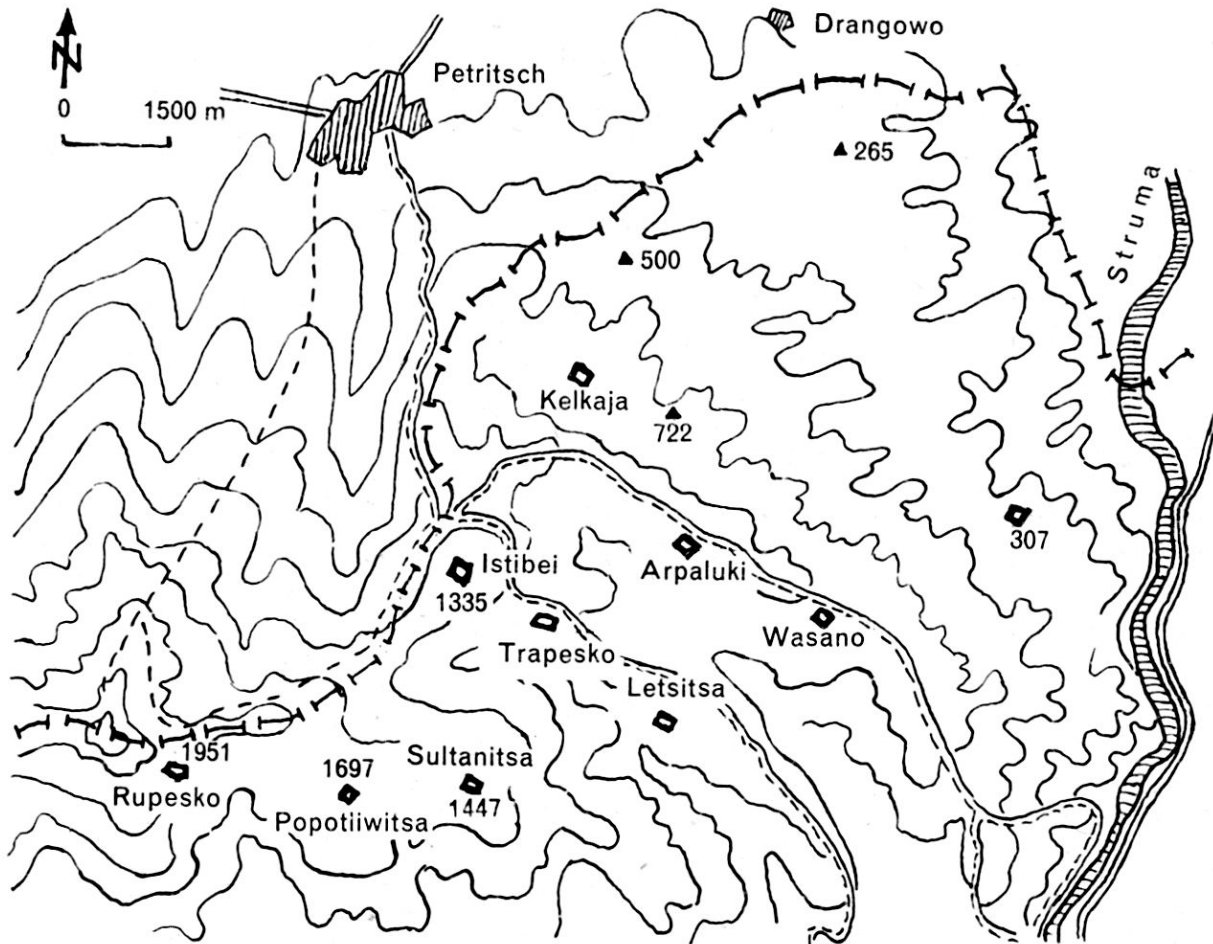 Drangowo
N
Petritsch
0 1500 m
265
Struma
500
Kelkaja
722
307
Istibei
1335
Arpaluki
Trapesko
Wasano
Letsitsa
1951
Rupesko
1697
Popotiiwitsa
Sultanitsa
1447